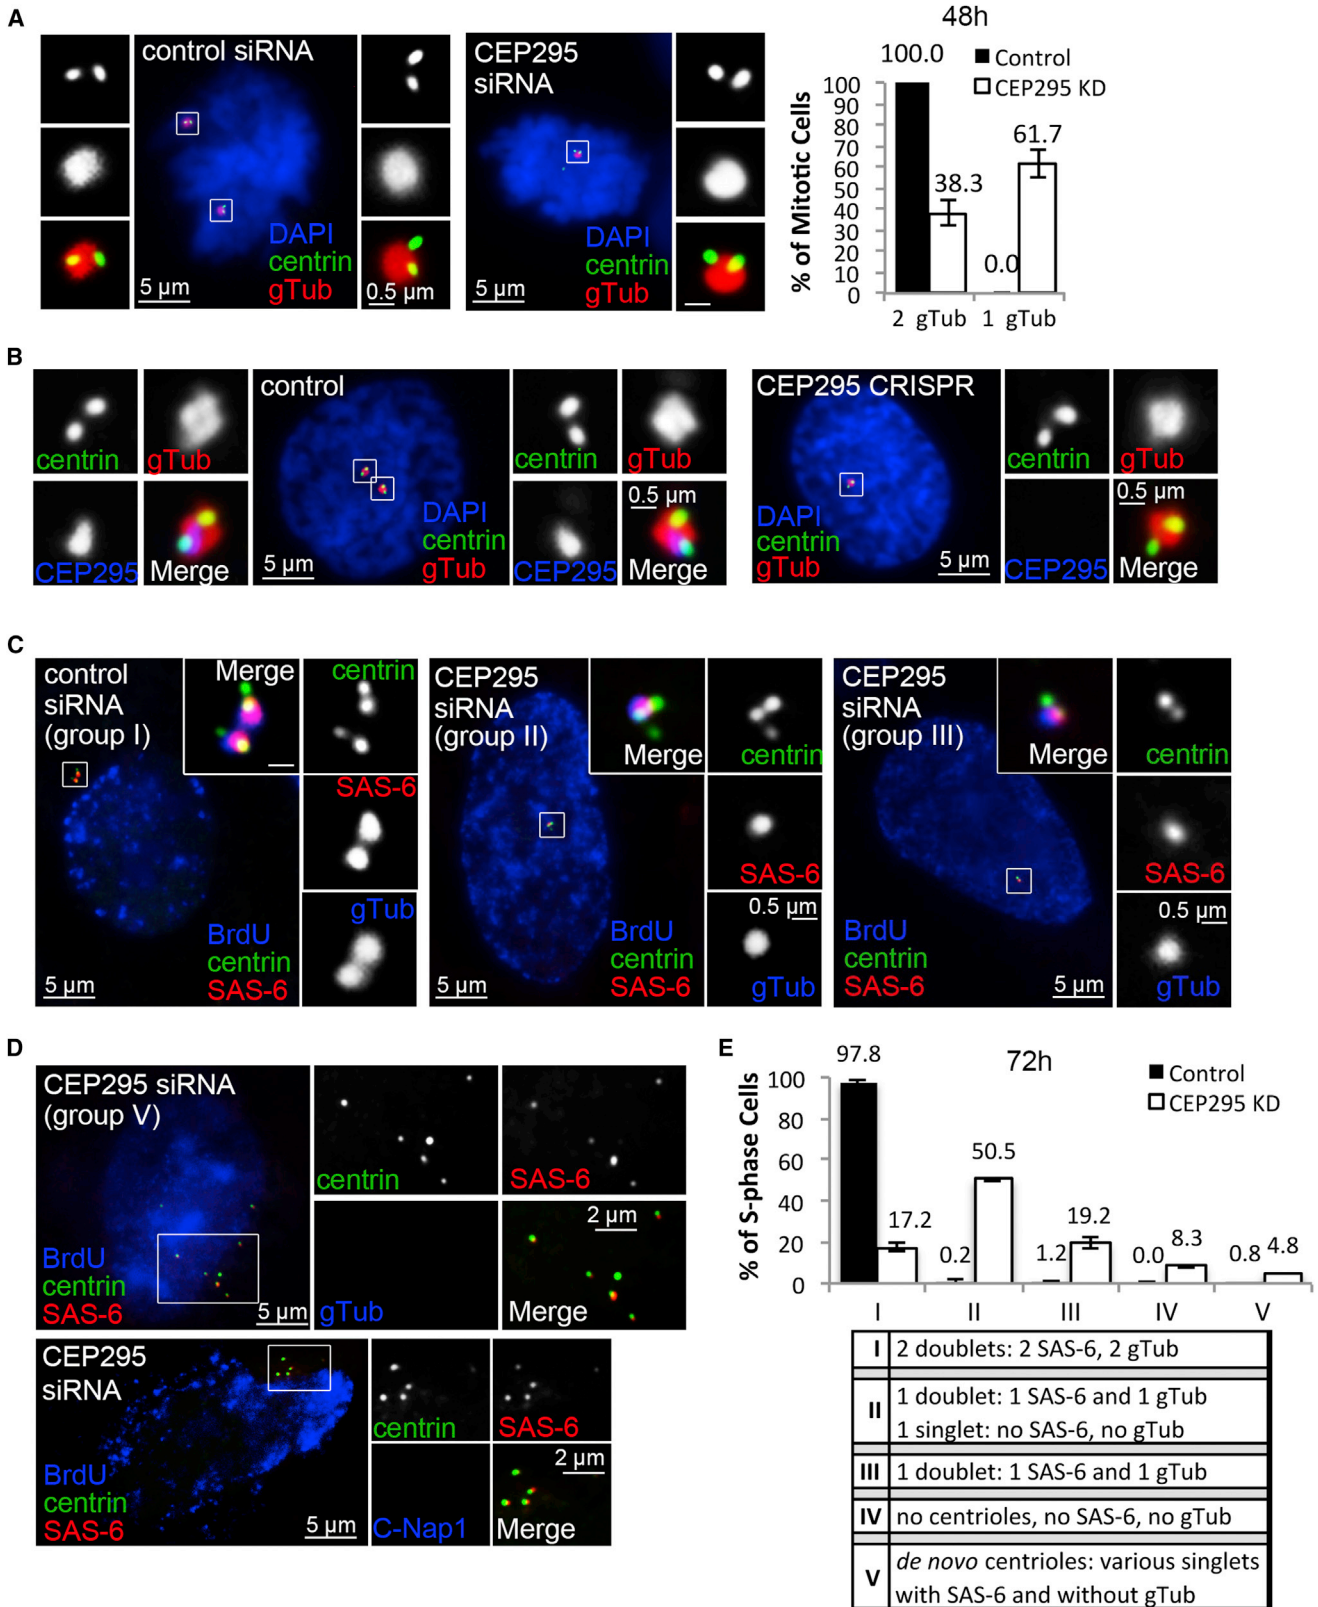 A
control siRNA
DAPI
centrin
gTub
5 µm
0.5 µm
CEP295
siRNA
DAPI
centrin
gTub
5 µm
48h
100.0
Control
CEP295 KD
% of Mitotic Cells
100
90
80
70
60
50
40
30
20
10
0
38.3
0.0
61.7
2 gTub
1 gTub
B
centrin
gTub
CEP295
Merge
control
DAPI
centrin
gTub
5 µm
centrin
gTub
CEP295
0.5 µm
Merge
CEP295 CRISPR
DAPI
centrin
gTub
5 µm
centrin
gTub
CEP295
0.5 µm
Merge
C
control
siRNA
(group I)
Merge
centrin
SAS-6
gTub
BrdU
centrin
SAS-6
5 µm
CEP295
siRNA
(group II)
Merge
centrin
SAS-6
0.5 µm
gTub
BrdU
centrin
SAS-6
5 µm
CEP295
siRNA
(group III)
Merge
centrin
SAS-6
0.5 µm
gTub
BrdU
centrin
SAS-6
5 µm
D
CEP295 siRNA
(group V)
BrdU
centrin
SAS-6
5 µm
centrin
SAS-6
gTub
2 µm
Merge
CEP295
siRNA
BrdU
centrin
SAS-6
5 µm
centrin
SAS-6
C-Nap1
2 µm
Merge
E
72h
Control
CEP295 KD
% of S-phase Cells
100
80
60
40
20
0
97.8
17.2
0.2
50.5
1.2
19.2
0.0
8.3
0.8
4.8
I
II
III
IV
V
I 2 doublets: 2 SAS-6, 2 gTub
II 1 doublet: 1 SAS-6 and 1 gTub
1 singlet: no SAS-6, no gTub
III 1 doublet: 1 SAS-6 and 1 gTub
IV no centrioles, no SAS-6, no gTub
V de novo centrioles: various singlets
with SAS-6 and without gTub